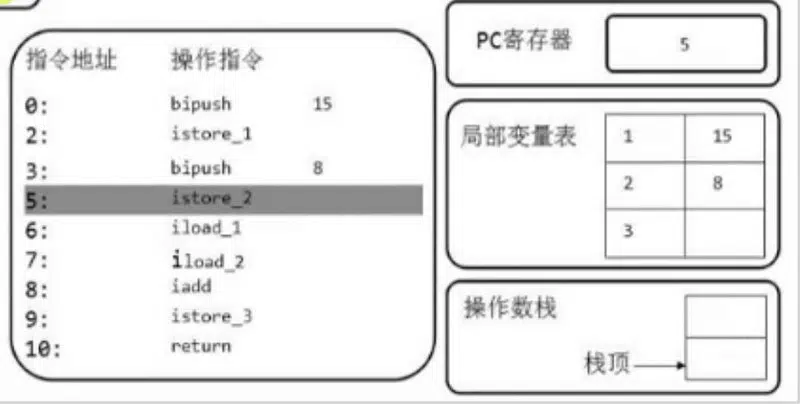 指令地址 操作指令
0: bipush 15
2: istore_1
3: bipush 8
5: istore_2
6: iload_1
7: iload_2
8: iadd
9: istore_3
10: return
PC寄存器 5
局部变量表
1 15
2 8
3
操作数栈
栈顶